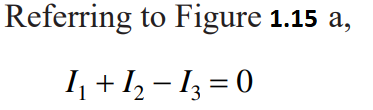 Referring to Figure 1.15 a,
I₁ + I₂ − I₃ = 0